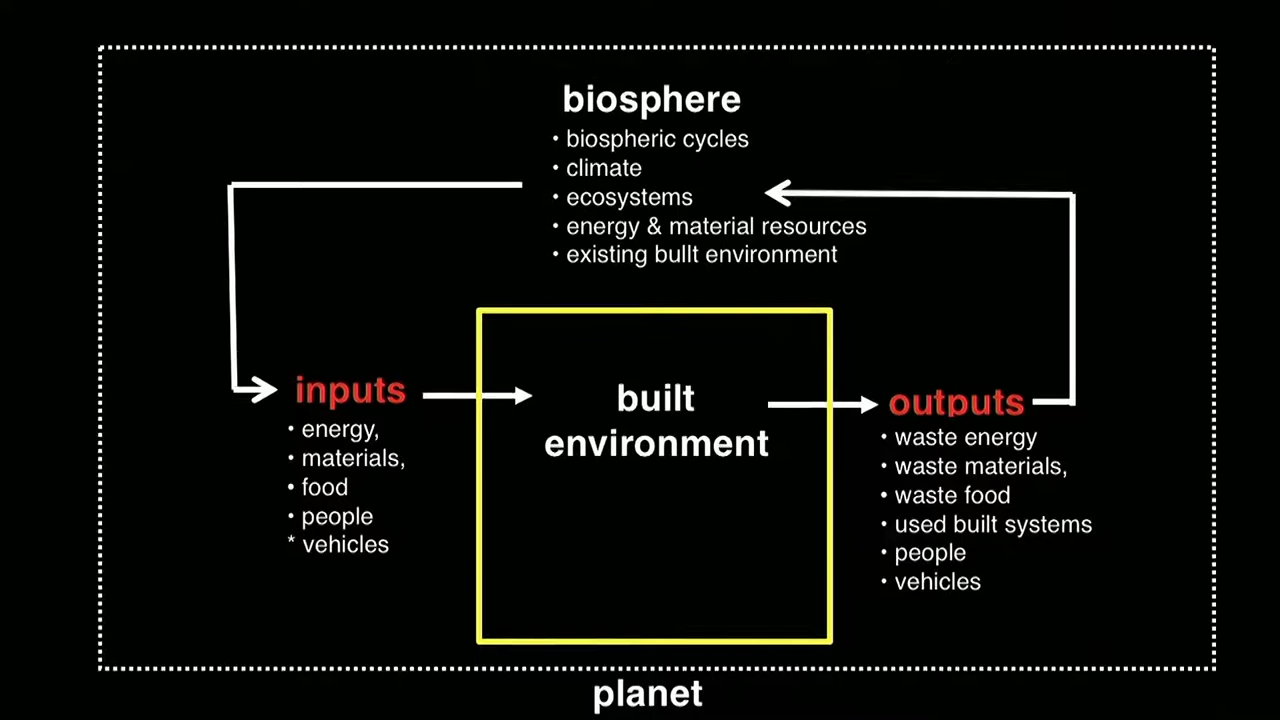 biosphere
• biospheric cycles
• climate
• ecosystems
• energy & material resources
• existing bullt environment
inputs
• energy,
• materials,
• food
• people
* vehicles
built
environment
outputs
• waste energy
• waste materials,
• waste food
• used built systems
• people
• vehicles
planet